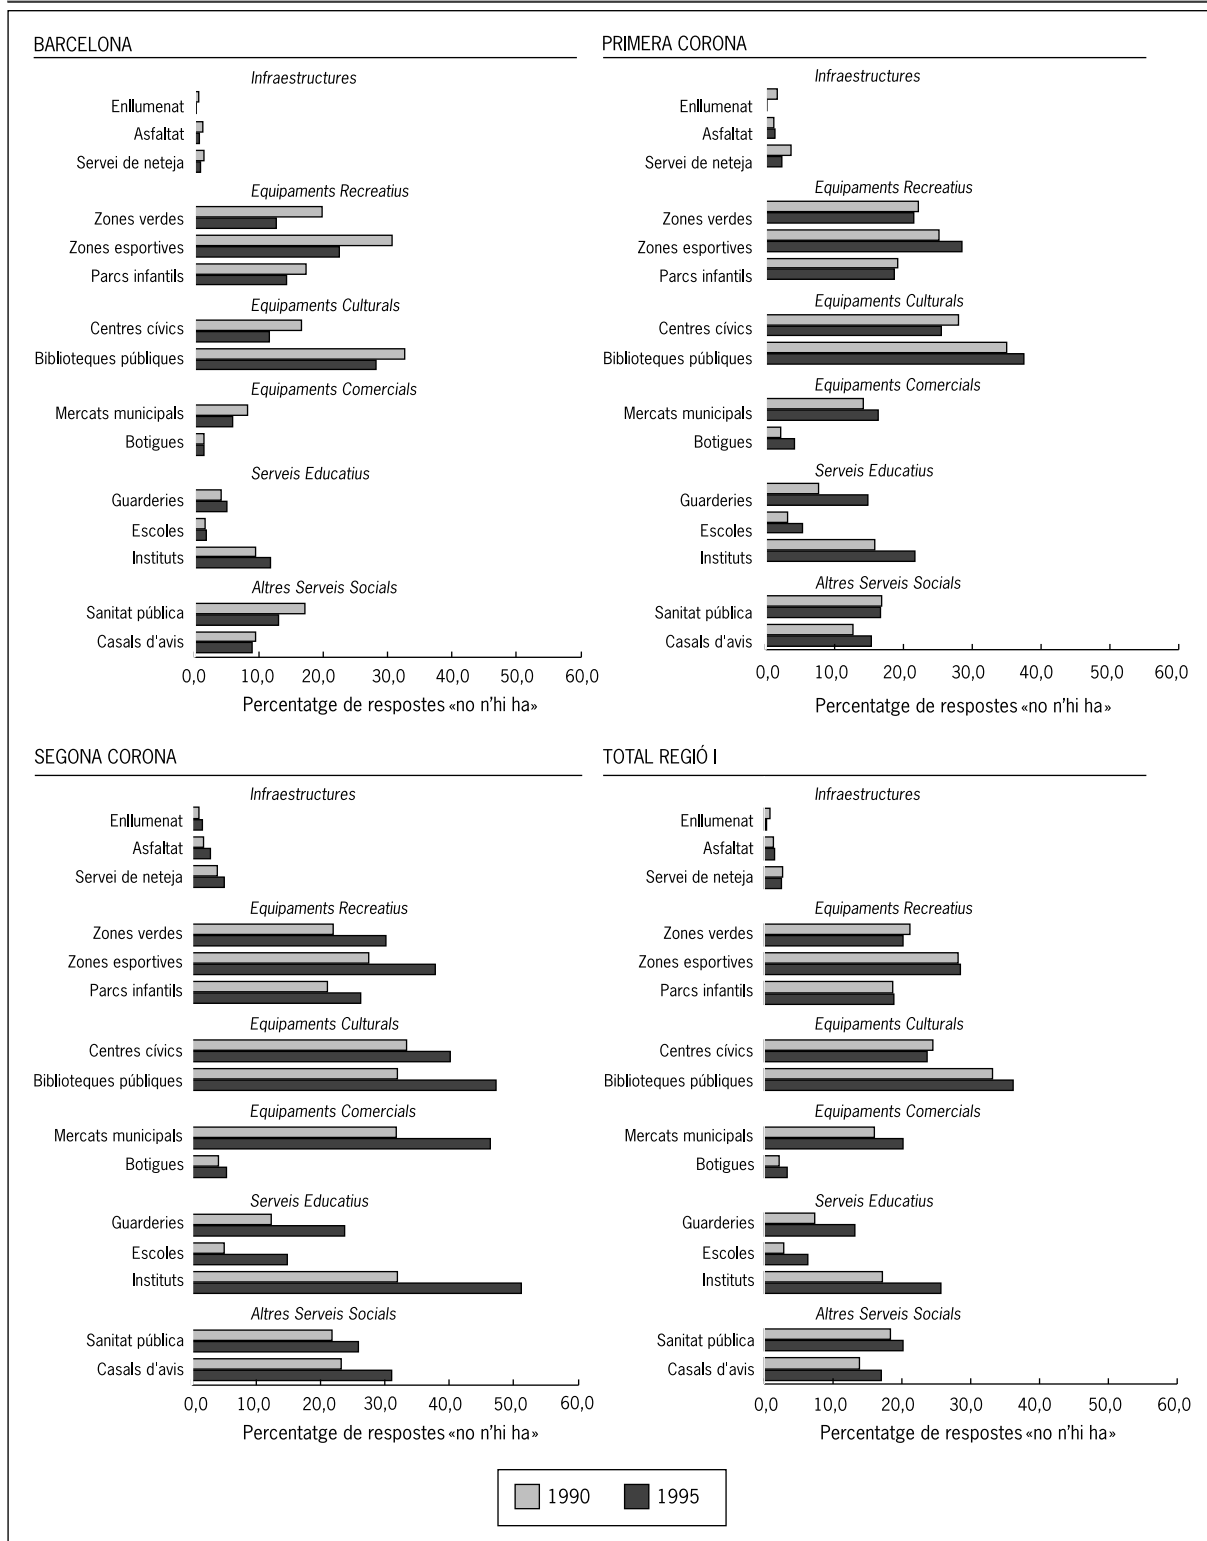 BARCELONA
Infraestructures
Enllumenat
Asfaltat
Servei de neteja
Equipaments Recreatius
Zones verdes
Zones esportives
Parcs infantils
Equipaments Culturals
Centres cívics
Biblioteques públiques
Equipaments Comercials
Mercats municipals
Botigues
Serveis Educatius
Guarderies
Escoles
Instituts
Altres Serveis Socials
Sanitat pública
Casals d'avis
0,0 10,0 20,0 30,0 40,0 50,0 60,0
Percentatge de respostes «no n'hi ha»
PRIMERA CORONA
Infraestructures
Enllumenat
Asfaltat
Servei de neteja
Equipaments Recreatius
Zones verdes
Zones esportives
Parcs infantils
Equipaments Culturals
Centres cívics
Biblioteques públiques
Equipaments Comercials
Mercats municipals
Botigues
Serveis Educatius
Guarderies
Escoles
Instituts
Altres Serveis Socials
Sanitat pública
Casals d'avis
0,0 10,0 20,0 30,0 40,0 50,0 60,0
Percentatge de respostes «no n'hi ha»
SEGONA CORONA
Infraestructures
Enllumenat
Asfaltat
Servei de neteja
Equipaments Recreatius
Zones verdes
Zones esportives
Parcs infantils
Equipaments Culturals
Centres cívics
Biblioteques públiques
Equipaments Comercials
Mercats municipals
Botigues
Serveis Educatius
Guarderies
Escoles
Instituts
Altres Serveis Socials
Sanitat pública
Casals d'avis
0,0 10,0 20,0 30,0 40,0 50,0 60,0
Percentatge de respostes «no n'hi ha»
TOTAL REGIÓ I
Infraestructures
Enllumenat
Asfaltat
Servei de neteja
Equipaments Recreatius
Zones verdes
Zones esportives
Parcs infantils
Equipaments Culturals
Centres cívics
Biblioteques públiques
Equipaments Comercials
Mercats municipals
Botigues
Serveis Educatius
Guarderies
Escoles
Instituts
Altres Serveis Socials
Sanitat pública
Casals d'avis
0,0 10,0 20,0 30,0 40,0 50,0 60,0
Percentatge de respostes «no n'hi ha»
1990 1995